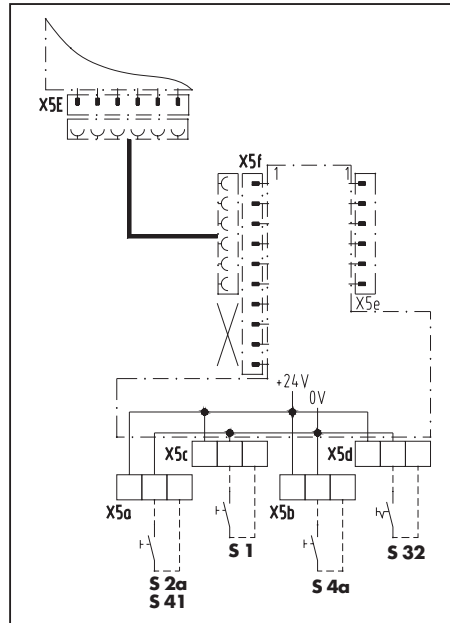 X5E
X5f
1 1
X5e
+24V
0V
X5c X5d
X5a X5b
S 1 S 32
S 2a S 4a
S 41